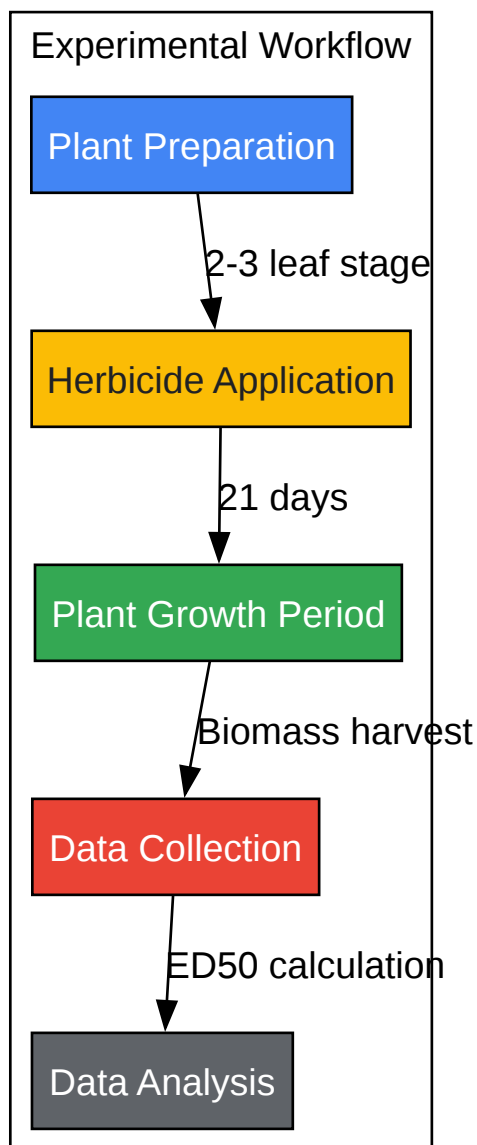 Experimental Workflow
Plant Preparation
2-3 leaf stage
Herbicide Application
21 days
Plant Growth Period
Biomass harvest
Data Collection
ED50 calculation
Data Analysis